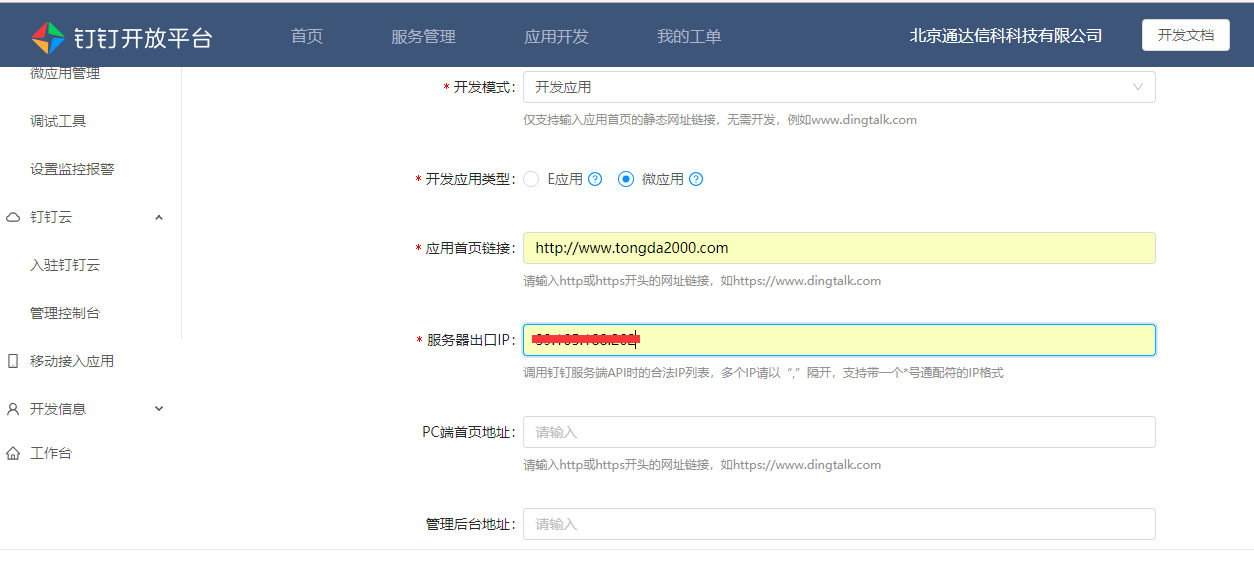 钉钉开放平台 首页 服务管理 应用开发 我的工单 北京通达信科科技有限公司 开发文档
微应用管理
调试工具
设置监控报警
钉钉云
入驻钉钉云
管理控制台
移动接入应用
开发信息
工作台
* 开发模式： 开发应用
仅支持输入应用首页的静态网址链接，无需开发，例如www.dingtalk.com
* 开发应用类型： E应用 ? 微应用 ?
* 应用首页链接： http://www.tongda2000.com
请输入http或https开头的网址链接，如https://www.dingtalk.com
* 服务器出口IP：
调用钉钉服务端API时的合法IP列表，多个IP请以“,”隔开，支持带一个*号通配符的IP格式
PC端首页地址： 请输入
请输入http或https开头的网址链接，如https://www.dingtalk.com
管理后台地址： 请输入